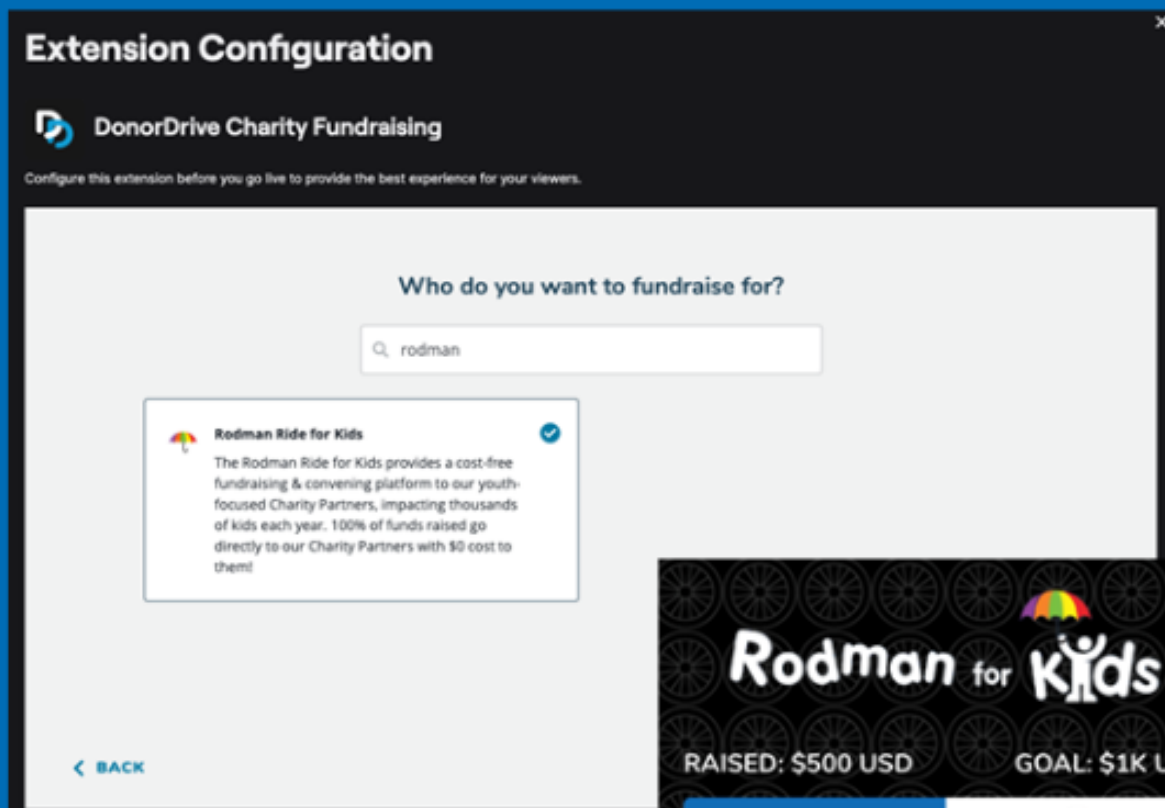 Extension Configuration
DonorDrive Charity Fundraising
Configure this extension before you go live to provide the best experience for your viewers.
Who do you want to fundraise for?
rodman
Rodman Ride for Kids
The Rodman Ride for Kids provides a cost-free
fundraising & convening platform to our youth-
focused Charity Partners, impacting thousands
of kids each year. 100% of funds raised go
directly to our Charity Partners with $0 cost to
them!
Rodman for Kids
RAISED: $500 USD
GOAL: $1K U
BACK